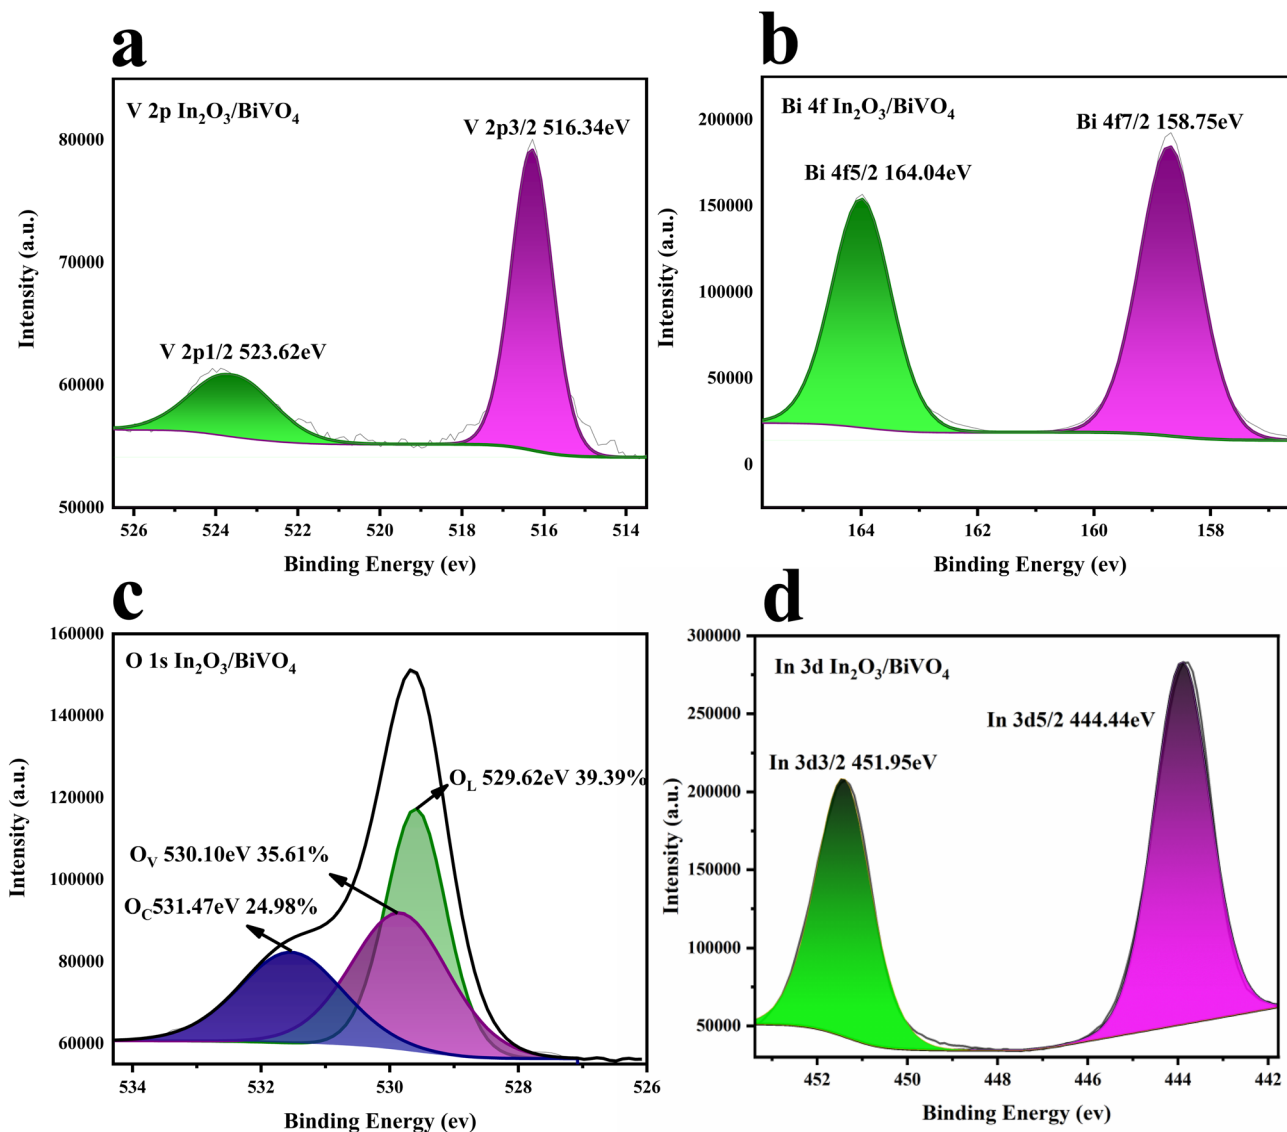 a
V 2p In₂O₃/BiVO₄
V 2p3/2 516.34eV
V 2p1/2 523.62eV
80000
70000
60000
50000
Intensity (a.u.)
526 524 522 520 518 516 514
Binding Energy (ev)
b
Bi 4f In₂O₃/BiVO₄
Bi 4f7/2 158.75eV
Bi 4f5/2 164.04eV
200000
150000
100000
50000
0
Intensity (a.u.)
164 162 160 158
Binding Energy (ev)
c
O 1s In₂O₃/BiVO₄
O_L 529.62eV 39.39%
O_V 530.10eV 35.61%
O_C531.47eV 24.98%
160000
140000
120000
100000
80000
60000
Intensity (a.u.)
534 532 530 528 526
Binding Energy (ev)
d
In 3d In₂O₃/BiVO₄
In 3d5/2 444.44eV
In 3d3/2 451.95eV
300000
250000
200000
150000
100000
50000
Intensity (a.u.)
452 450 448 446 444 442
Binding Energy (ev)